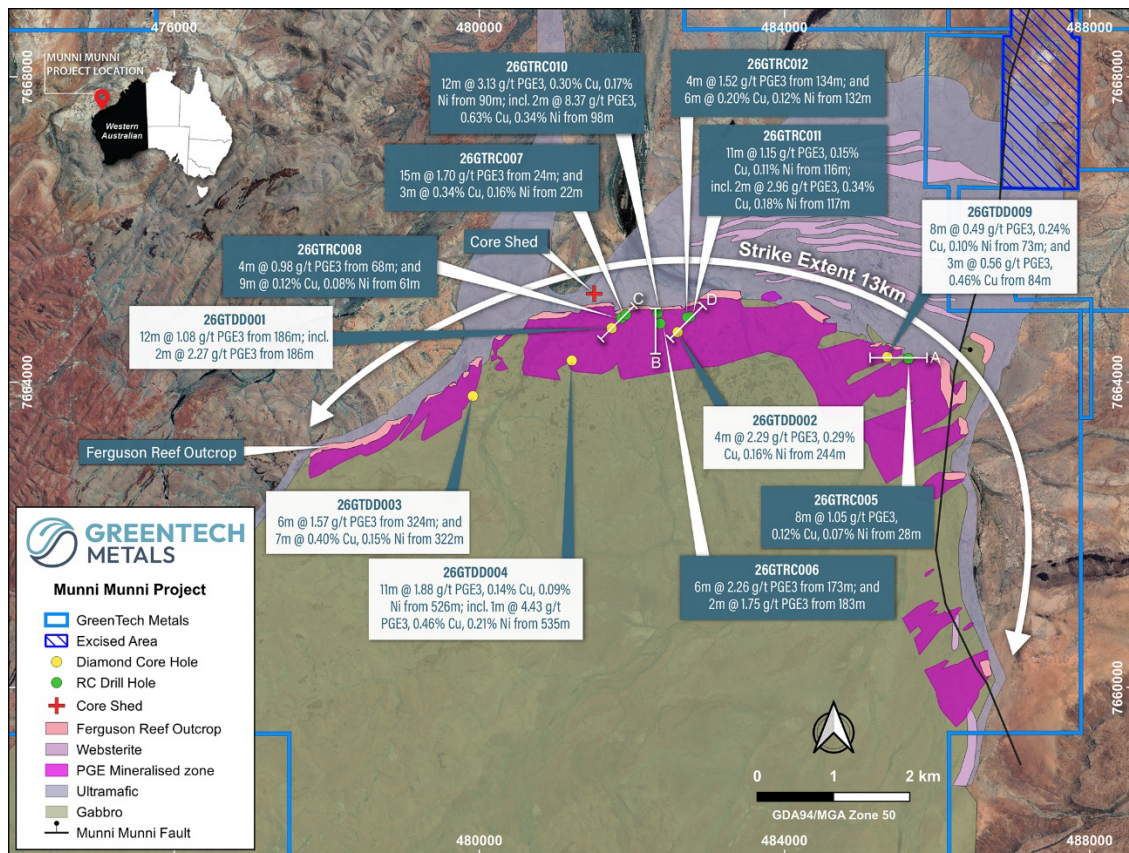 476000
480000
484000
488000
7668000
7664000
7660000
7668000
7664000
7660000
MUNNI MUNNI
PROJECT LOCATION
Western
Australian
26GTRC010
12m @ 3.13 g/t PGE3, 0.30% Cu, 0.17%
Ni from 90m; incl. 2m @ 8.37 g/t PGE3,
0.63% Cu, 0.34% Ni from 98m
26GTRC012
4m @ 1.52 g/t PGE3 from 134m; and
6m @ 0.20% Cu, 0.12% Ni from 132m
26GTRC007
15m @ 1.70 g/t PGE3 from 24m; and
3m @ 0.34% Cu, 0.16% Ni from 22m
26GTRC011
11m @ 1.15 g/t PGE3, 0.15%
Cu, 0.11% Ni from 116m;
incl. 2m @ 2.96 g/t PGE3, 0.34%
Cu, 0.18% Ni from 117m
26GTDD009
8m @ 0.49 g/t PGE3, 0.24%
Cu, 0.10% Ni from 73m; and
3m @ 0.56 g/t PGE3,
0.46% Cu from 84m
26GTRC008
4m @ 0.98 g/t PGE3 from 68m; and
9m @ 0.12% Cu, 0.08% Ni from 61m
Core Shed
Strike Extent 13km
26GTDD001
12m @ 1.08 g/t PGE3 from 186m; incl.
2m @ 2.27 g/t PGE3 from 186m
C
D
B
A
Ferguson Reef Outcrop
26GTDD002
4m @ 2.29 g/t PGE3, 0.29%
Cu, 0.16% Ni from 244m
26GTDD003
6m @ 1.57 g/t PGE3 from 324m; and
7m @ 0.40% Cu, 0.15% Ni from 322m
26GTRC005
8m @ 1.05 g/t PGE3,
0.12% Cu, 0.07% Ni from 28m
26GTDD004
11m @ 1.88 g/t PGE3, 0.14% Cu, 0.09%
Ni from 526m; incl. 1m @ 4.43 g/t
PGE3, 0.46% Cu, 0.21% Ni from 535m
26GTRC006
6m @ 2.26 g/t PGE3 from 173m; and
2m @ 1.75 g/t PGE3 from 183m
GREENTECH
METALS
Munni Munni Project
GreenTech Metals
Excised Area
Diamond Core Hole
RC Drill Hole
Core Shed
Ferguson Reef Outcrop
Websterite
PGE Mineralised zone
Ultramafic
Gabbro
Munni Munni Fault
0 1 2 km
GDA94/MGA Zone 50
480000
484000
488000